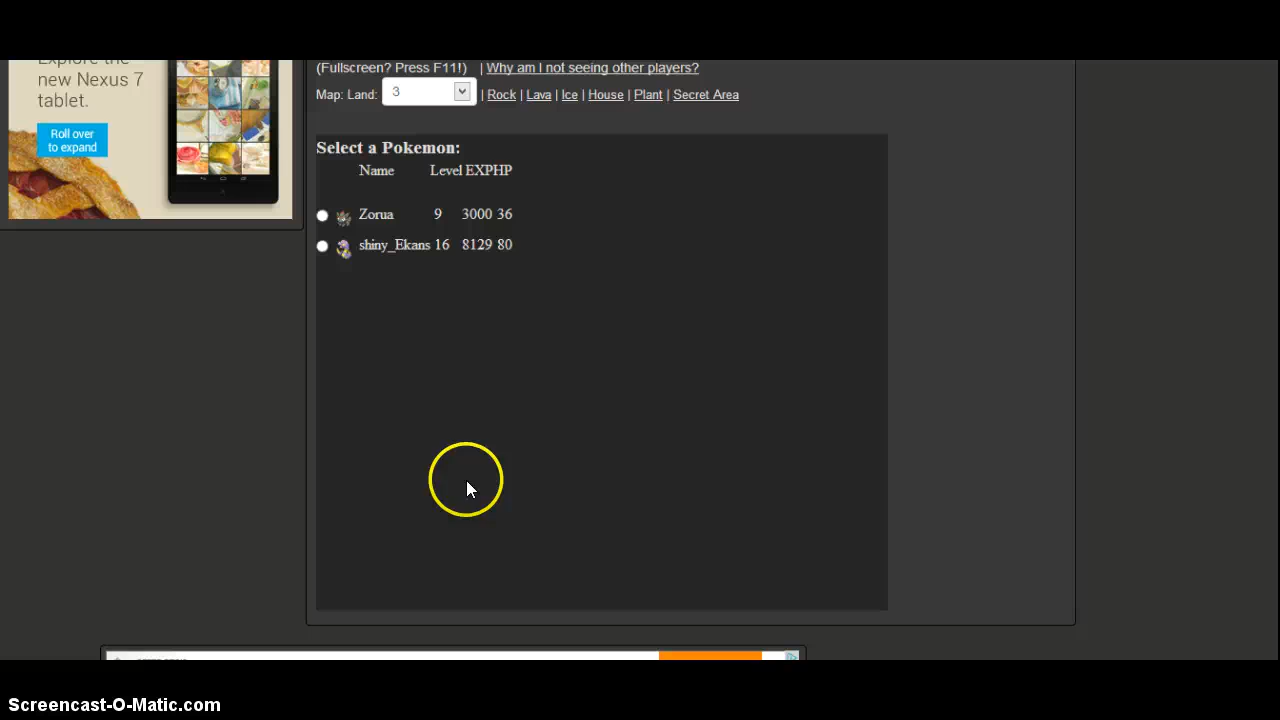 Explore the
new Nexus 7
tablet.
Roll over
to expand
(Fullscreen? Press F11!) | Why am I not seeing other players?
Map: Land: 3 | Rock | Lava | Ice | House | Plant | Secret Area
Select a Pokemon:
Name Level EXPHP
Zorua 9 3000 36
shiny_Ekans 16 8129 80
Screencast-O-Matic.com